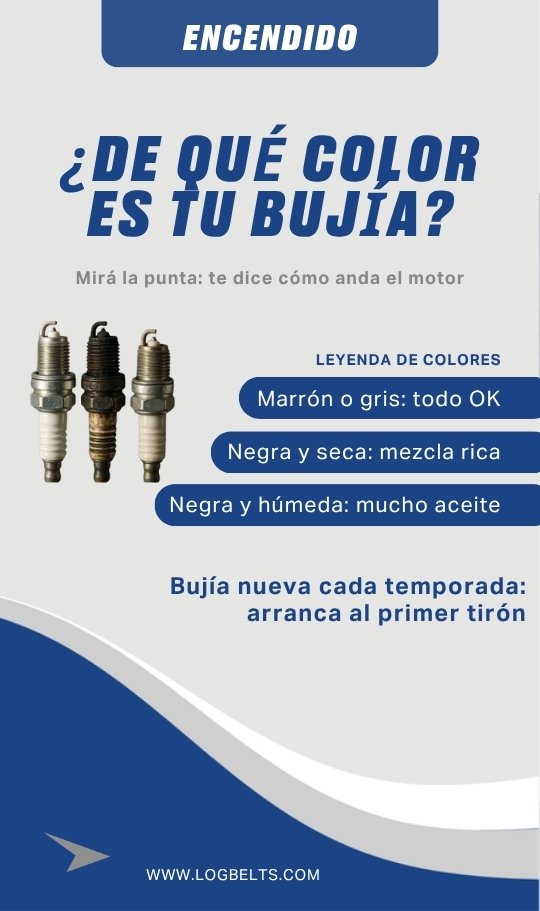 ENCENDIDO
¿DE QUÉ COLOR
ES TU BUJÍA?
Mirá la punta: te dice cómo anda el motor
LEYENDA DE COLORES
Marrón o gris: todo OK
Negra y seca: mezcla rica
Negra y húmeda: mucho aceite
Bujía nueva cada temporada:
arranca al primer tirón
WWW.LOGBELTS.COM